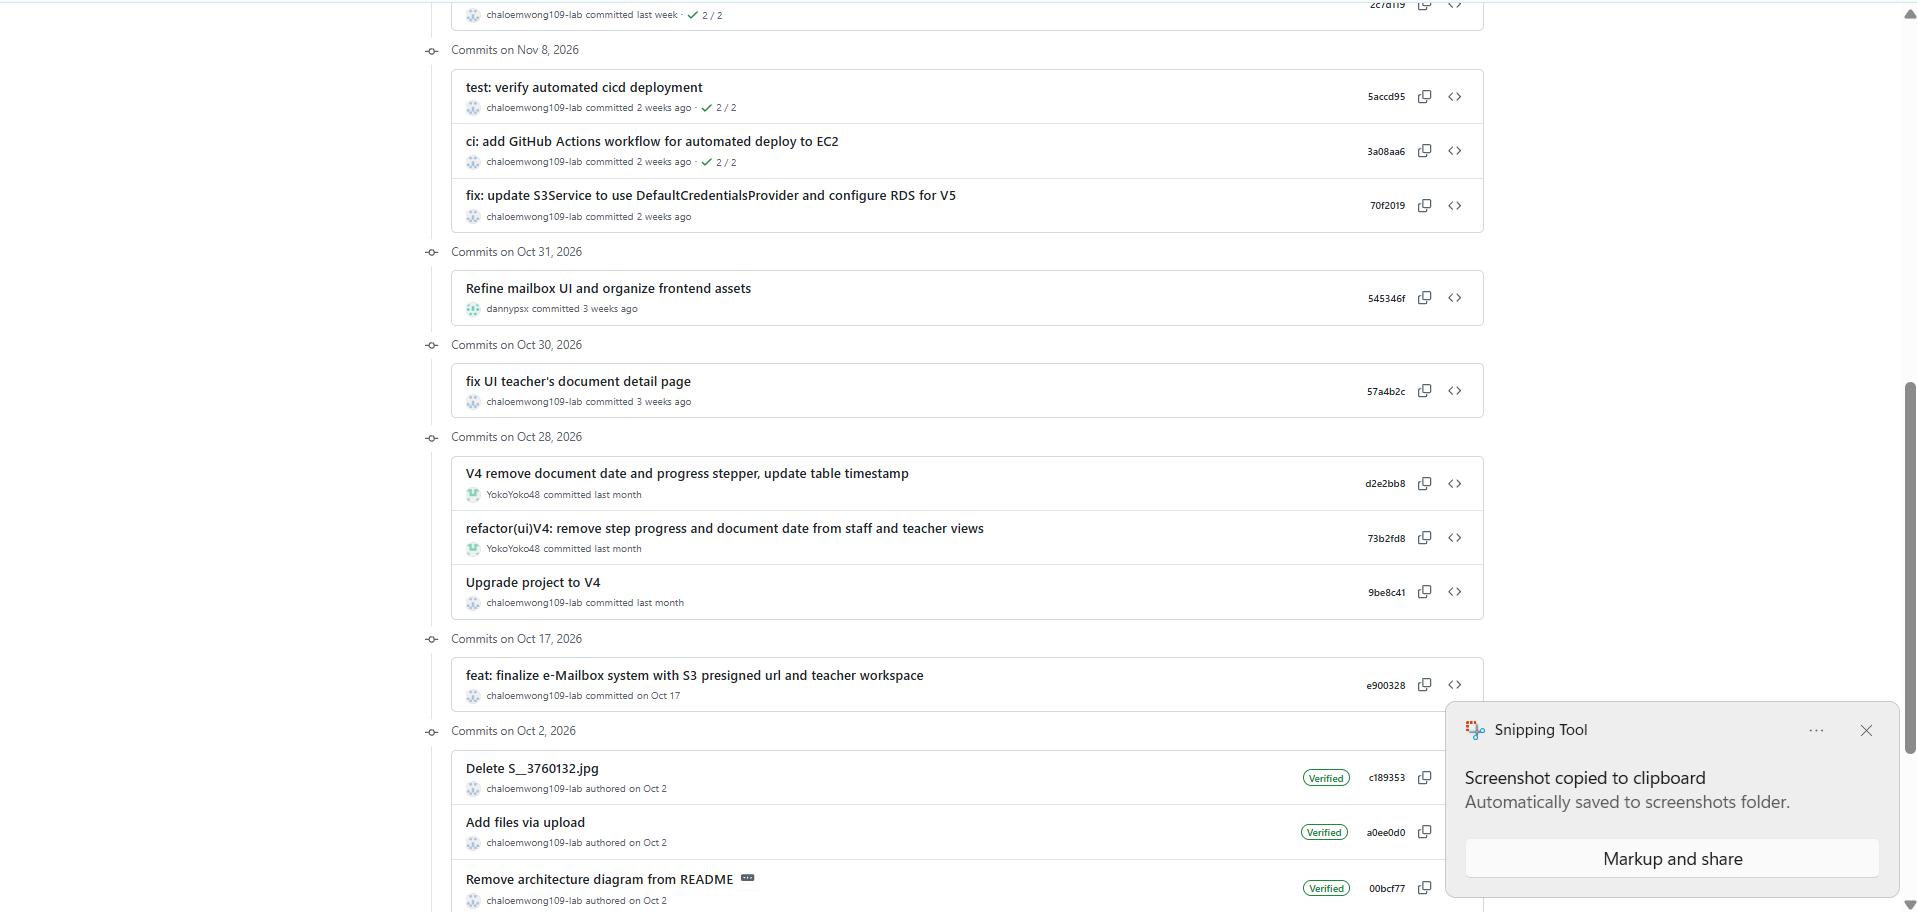 chaloemwong109-lab committed last week · 2 / 2
2c7d1f9
Commits on Nov 8, 2026
test: verify automated cicd deployment
chaloemwong109-lab committed 2 weeks ago · 2 / 2
5accd95
ci: add GitHub Actions workflow for automated deploy to EC2
chaloemwong109-lab committed 2 weeks ago · 2 / 2
3a08aa6
fix: update S3Service to use DefaultCredentialsProvider and configure RDS for V5
chaloemwong109-lab committed 2 weeks ago
70f2019
Commits on Oct 31, 2026
Refine mailbox UI and organize frontend assets
dannypsx committed 3 weeks ago
545346f
Commits on Oct 30, 2026
fix UI teacher's document detail page
chaloemwong109-lab committed 3 weeks ago
57a4b2c
Commits on Oct 28, 2026
V4 remove document date and progress stepper, update table timestamp
YokoYoko48 committed last month
d2e2bb8
refactor(ui)V4: remove step progress and document date from staff and teacher views
YokoYoko48 committed last month
73b2fd8
Upgrade project to V4
chaloemwong109-lab committed last month
9be8c41
Commits on Oct 17, 2026
feat: finalize e-Mailbox system with S3 presigned url and teacher workspace
chaloemwong109-lab committed on Oct 17
e900328
Commits on Oct 2, 2026
Delete S__3760132.jpg
chaloemwong109-lab authored on Oct 2
Verified
c189353
Add files via upload
chaloemwong109-lab authored on Oct 2
Verified
a0ee0d0
Remove architecture diagram from README
chaloemwong109-lab authored on Oct 2
Verified
00bcf77
Snipping Tool
Screenshot copied to clipboard
Automatically saved to screenshots folder.
Markup and share